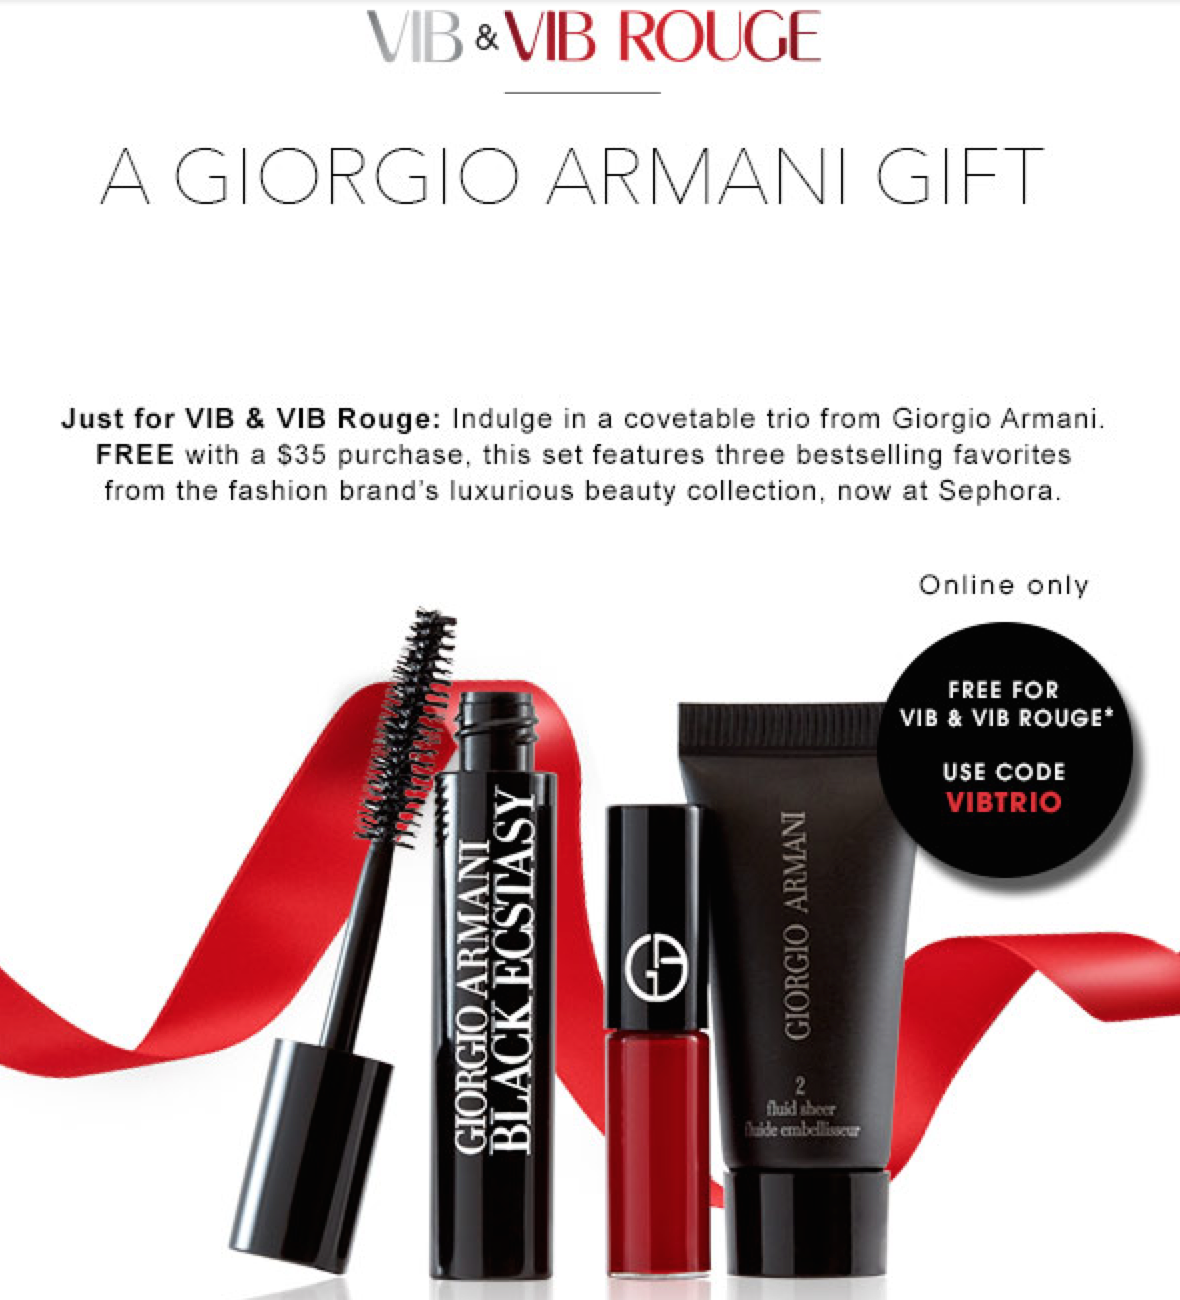 VIB & VIB ROUGE
A GIORGIO ARMANI GIFT
Just for VIB & VIB Rouge: Indulge in a covetable trio from Giorgio Armani.
FREE with a $35 purchase, this set features three bestselling favorites
from the fashion brand's luxurious beauty collection, now at Sephora.
Online only
FREE FOR
VIB & VIB ROUGE*
USE CODE
VIBTRIO
GIORGIO ARMANI
BLACK ECSTASY
GA
GIORGIO ARMANI
2
fluid sheer
fluide embellisseur